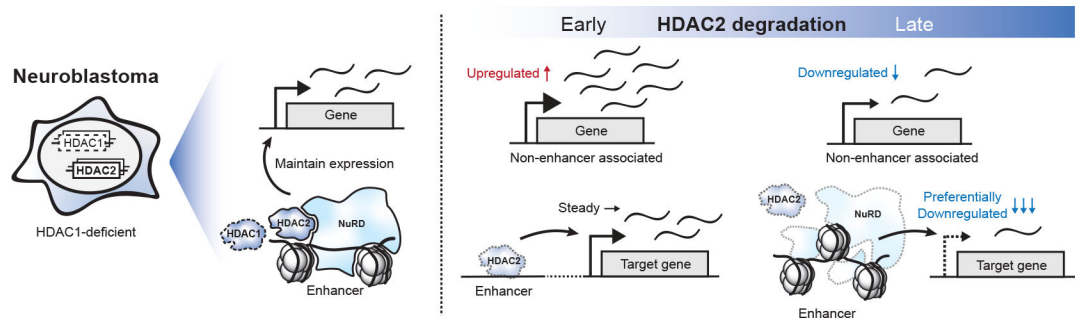 Neuroblastoma
HDAC1
HDAC2
HDAC1-deficient
Gene
Maintain expression
HDAC1
HDAC2
NuRD
Enhancer
Early HDAC2 degradation Late
Upregulated ↑
Gene
Non-enhancer associated
Downregulated ↓
Gene
Non-enhancer associated
Steady →
HDAC2
Enhancer
Target gene
HDAC2
NuRD
Preferentially
Downregulated ↓↓↓
Enhancer
Target gene